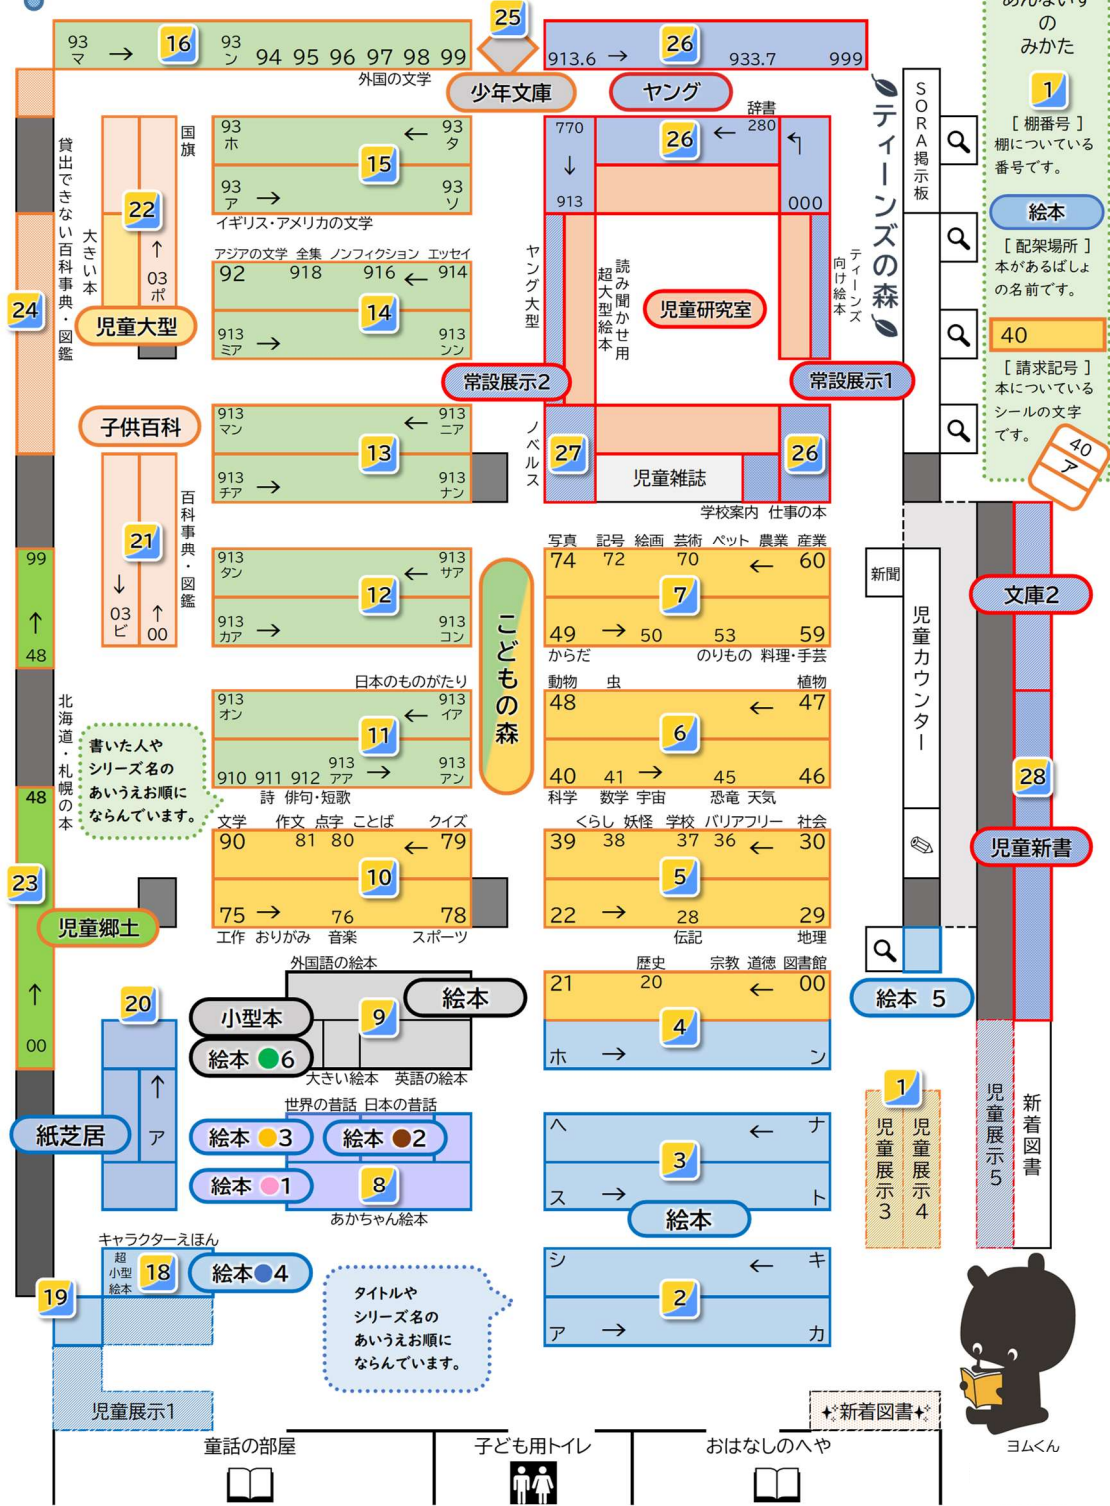 25
93
マ
→
16
93
ン
94 95 96 97 98 99
外国の文学
少年文庫
913.6 →
26
933.7
999
ヤング
の
みかた
1
[ 棚番号 ]
棚についている
番号です。
絵本
[ 配架場所 ]
本があるばしょ
の名前です。
40
[ 請求記号 ]
本についている
シールの文字
です。
40
ア
貸出できない百科事典・図鑑
24
国旗
22
大きい本
↑
03
ポ
児童大型
93
ホ
← 93
タ
15
93
ア
→
93
ソ
イギリス・アメリカの文学
アジアの文学 全集 ノンフィクション エッセイ
92 918 916 ← 914
14
913
ミア
→
913
ンン
770
↓
913
26
← 280
辞書
↰
000
ヤング大型
読み聞かせ用
超大型絵本
児童研究室
ティーンズ
向け絵本
ティーンズの森
SORA掲示板
常設展示2
常設展示1
子供百科
21
↓
03
ビ
↑
00
百科事典・図鑑
913
マン
← 913
ニア
13
913
チア
→
913
ナン
ノベルス
27
児童雑誌
26
学校案内 仕事の本
913
タン
← 913
サア
12
913
カア
→
913
コン
こどもの森
写真 記号 絵画 芸術 ペット 農業 産業
74 72 70 ← 60
7
49 → 50 53 59
からだ のりもの 料理・手芸
新聞
児童カウンター
文庫2
28
児童新書
99
↑
48
北海道・札幌の本
48
23
児童郷土
↑
00
書いた人や
シリーズ名の
あいうえお順に
ならんでいます。
日本のものがたり
913
オン
← 913
イア
11
910 911 912 913
アア
→ 913
アン
詩 俳句・短歌
動物 虫 植物
48 ← 47
6
40 41 → 45 46
科学 数学 宇宙 恐竜 天気
文学 作文 点字 ことば クイズ
90 81 80 ← 79
10
75 → 76 78
工作 おりがみ 音楽 スポーツ
くらし 妖怪 学校 バリアフリー 社会
39 38 37 36 ← 30
5
22 → 28 29
伝記 地理
外国語の絵本
絵本
小型本
9
絵本 6
大きい絵本 英語の絵本
歴史 宗教 道徳 図書館
21 20 ← 00
4
ホ → ン
絵本 5
20
↑
ア
紙芝居
世界の昔話 日本の昔話
絵本 3
絵本 2
絵本 1
8
あかちゃん絵本
ヘ ← ナ
3
ス → ト
絵本
1
児童展示3
児童展示4
児童展示5
新着図書
キャラクターえほん
超
小型
絵本
18
絵本 4
19
タイトルや
シリーズ名の
あいうえお順に
ならんでいます。
シ ← キ
2
ア → カ
児童展示1
新着図書
ヨムくん
童話の部屋
子ども用トイレ
おはなしのへや